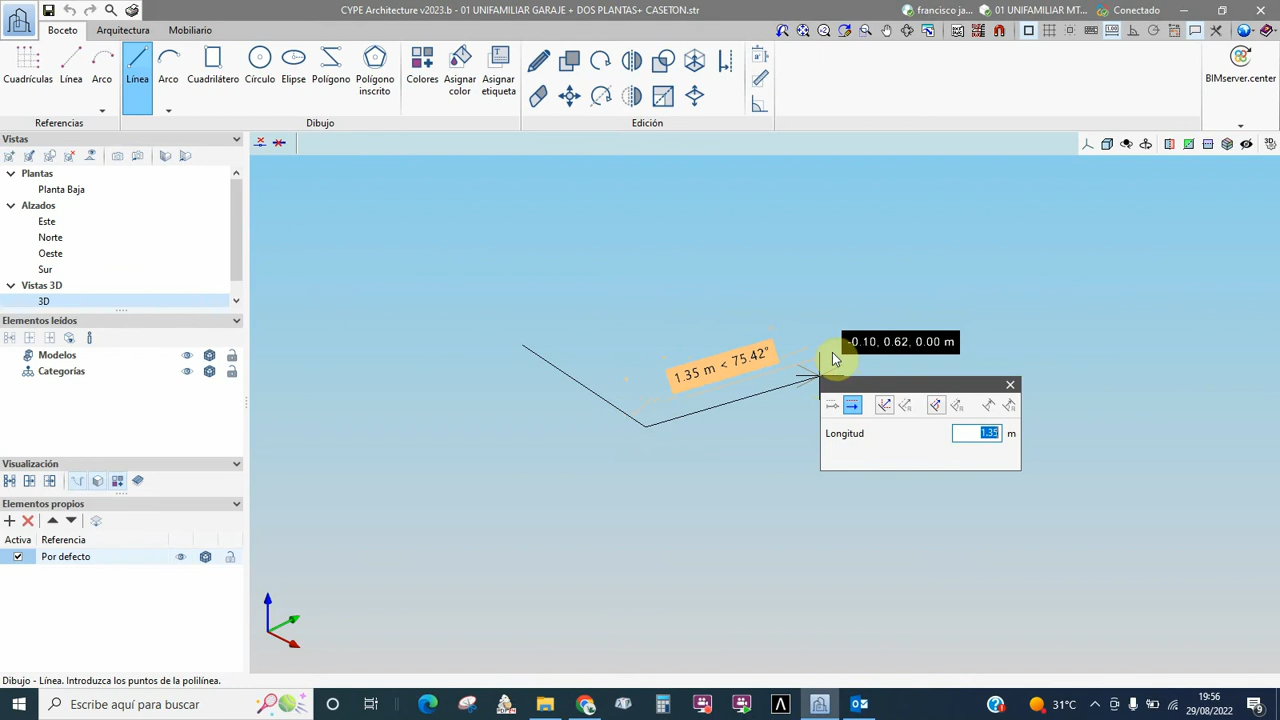 CYPE Architecture v2023.b - 01 UNIFAMILIAR GARAJE + DOS PLANTAS+ CASETON.str
francisco ja...
01 UNIFAMILIAR MT...
Conectado
Boceto
Arquitectura
Mobiliario
Cuadrículas
Línea
Arco
Línea
Arco
Cuadrilátero
Círculo
Elipse
Polígono
Polígono
inscrito
Colores
Asignar
color
Asignar
etiqueta
BIMserver.center
Referencias
Dibujo
Edición
Vistas
Plantas
Planta Baja
Alzados
Este
Norte
Oeste
Sur
Vistas 3D
3D
Elementos leídos
Modelos
Categorías
Visualización
Elementos propios
Activa
Referencia
Por defecto
1.35 m < 75.42°
-0.10, 0.62, 0.00 m
Longitud
1.35
m
Dibujo - Línea. Introduzca los puntos de la polilínea.
Escribe aquí para buscar
31°C
19:56
29/08/2022